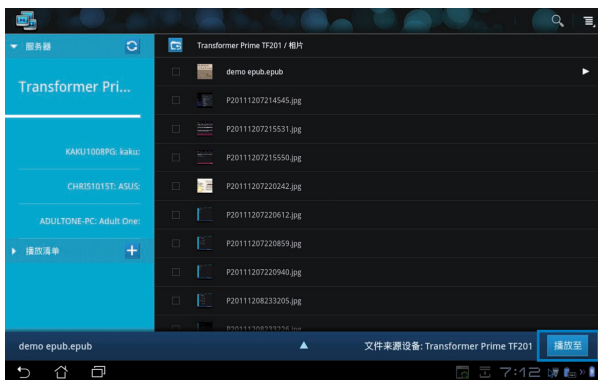 服务器
Transformer Prime TF201 / 相片
Transformer Pri...
KAKU1008PG: kaku:
CHRIS1015T: ASUS:
ADULTONE-PC: Adult One:
播放清单
demo epub.epub
P20111207214545.jpg
P20111207215531.jpg
P20111207215550.jpg
P20111207220242.jpg
P20111207220612.jpg
P20111207220859.jpg
P20111207220940.jpg
P20111208233205.jpg
P20111208233226.jpg
demo epub.epub
文件来源设备: Transformer Prime TF201
播放至
7:12